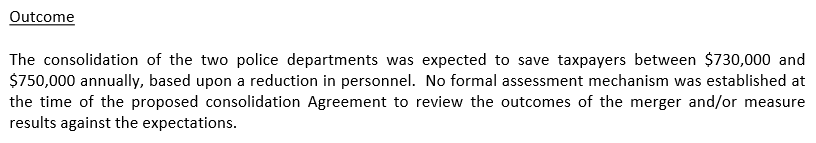 Outcome
The consolidation of the two police departments was expected to save taxpayers between $730,000 and
$750,000 annually, based upon a reduction in personnel. No formal assessment mechanism was established at
the time of the proposed consolidation Agreement to review the outcomes of the merger and/or measure
results against the expectations.